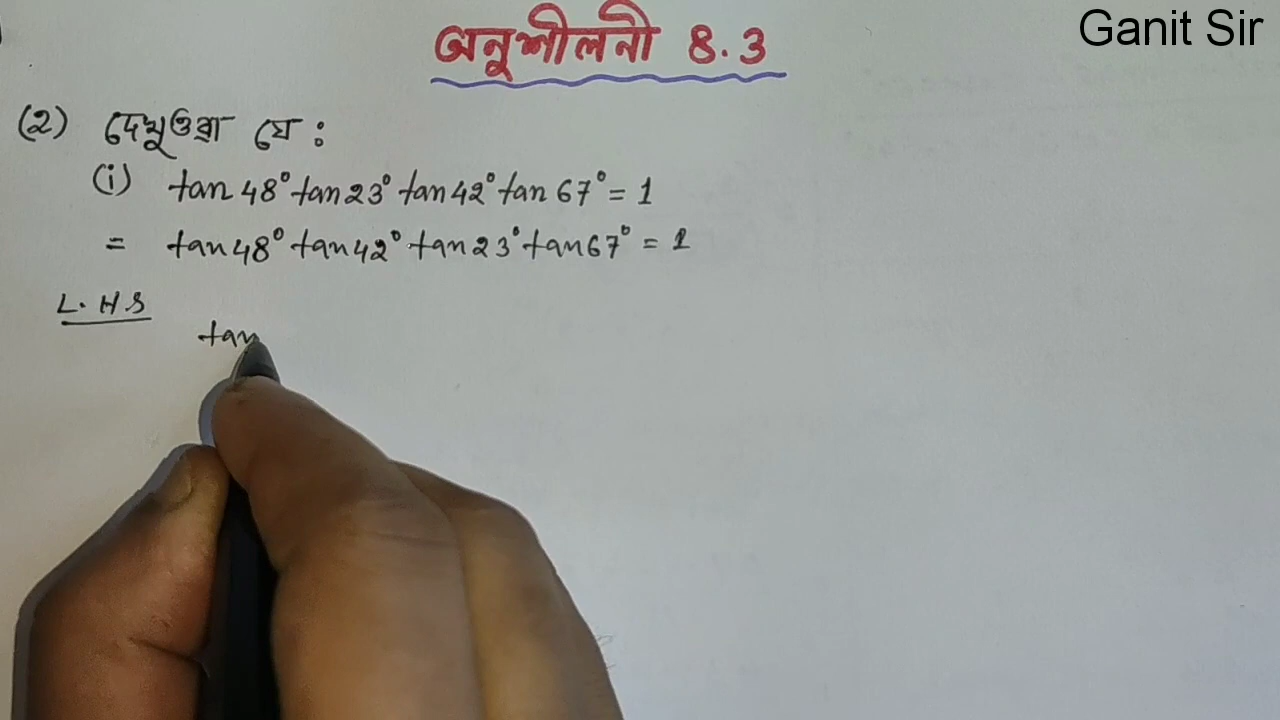 অনুশীলনী 8.3
Ganit Sir
(2) দেখুওৱা যে :
(i) tan 48° tan 23° tan 42° tan 67° = 1
= tan 48° tan 42° tan 23° tan 67° = 1
L.H.S
tan